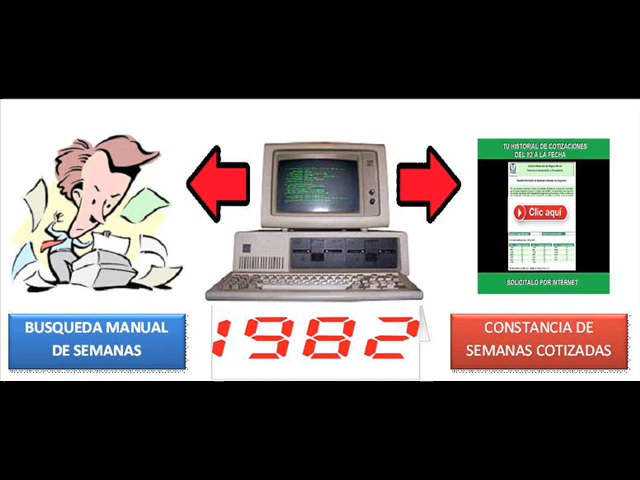 TU HISTORIAL DE COTIZACIONES
DEL 82 A LA FECHA
Clic aquí
SOLICITALO POR INTERNET
1982
BUSQUEDA MANUAL
DE SEMANAS
CONSTANCIA DE
SEMANAS COTIZADAS